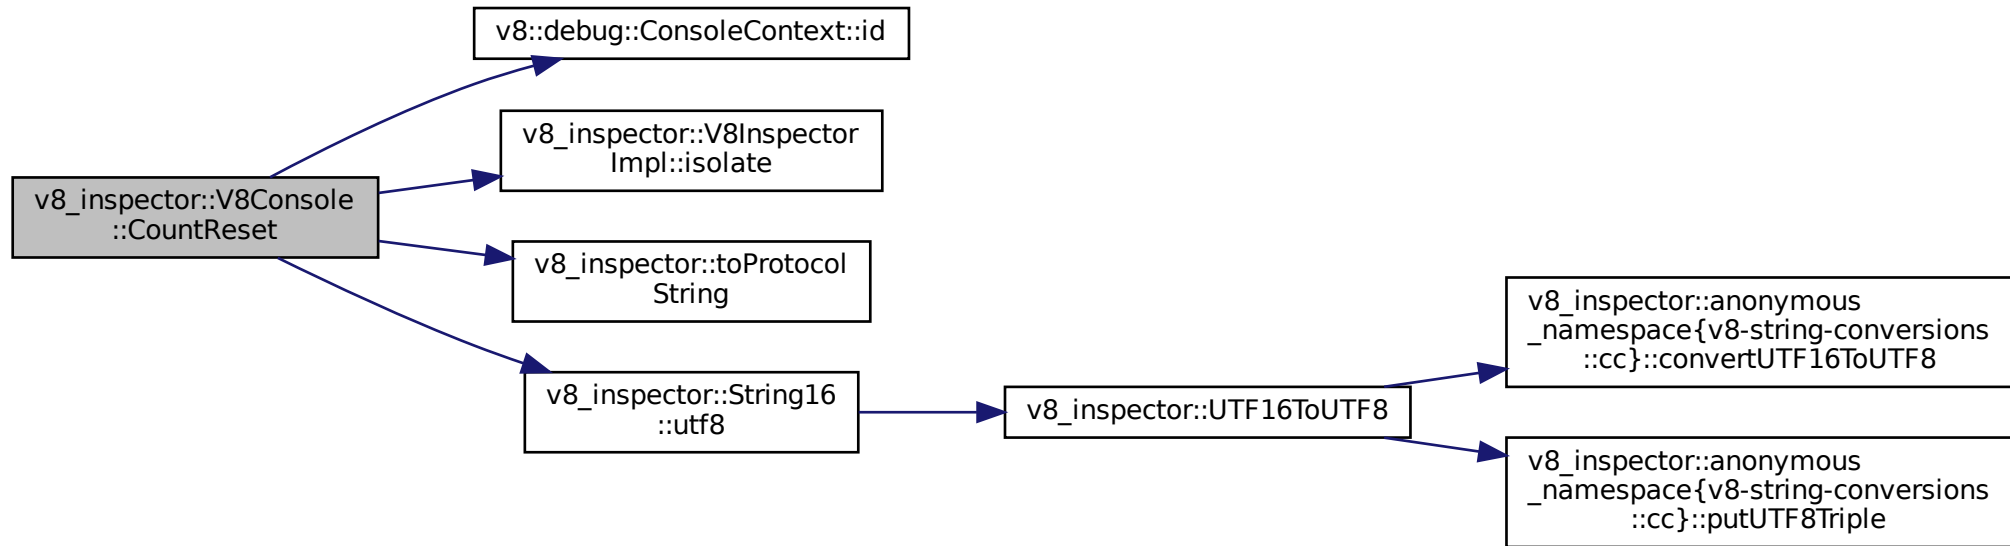 v8::debug::ConsoleContext::id
v8_inspector::V8Inspector
Impl::isolate
v8_inspector::V8Console
::CountReset
v8_inspector::toProtocol
String
v8_inspector::String16
::utf8
v8_inspector::UTF16ToUTF8
v8_inspector::anonymous
_namespace{v8-string-conversions
::cc}::convertUTF16ToUTF8
v8_inspector::anonymous
_namespace{v8-string-conversions
::cc}::putUTF8Triple